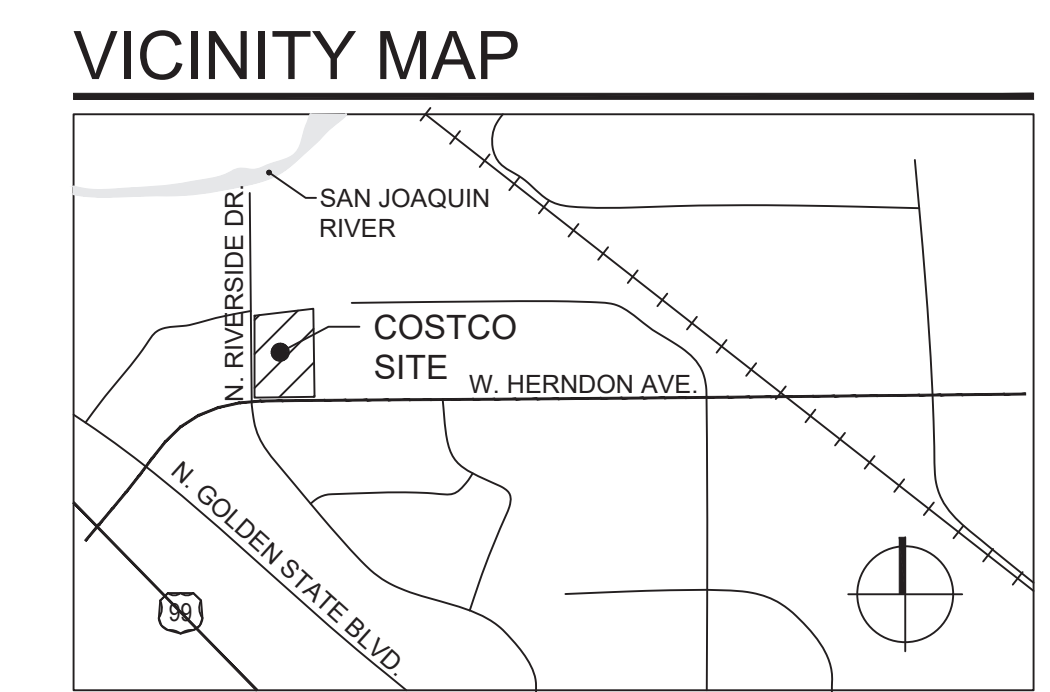 VICINITY MAP
SAN JOAQUIN
RIVER
N. RIVERSIDE DR.
COSTCO
SITE
W. HERNDON AVE.
N. GOLDEN STATE BLVD.
99